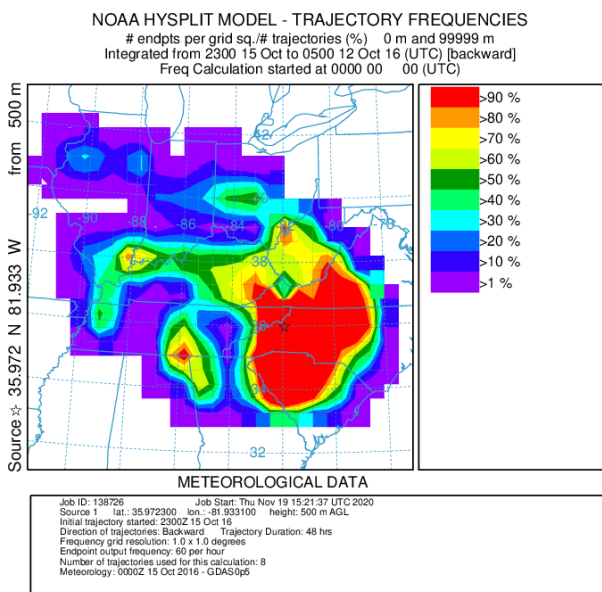 NOAA HYSPLIT MODEL - TRAJECTORY FREQUENCIES
# endpts per grid sq./# trajectories (%)    0 m and 99999 m
Integrated from 2300 15 Oct to 0500 12 Oct 16 (UTC) [backward]
Freq Calculation started at 0000 00    00 (UTC)
Source ☆ 35.972 N 81.933 W    from 500 m
>90 %
>80 %
>70 %
>60 %
>50 %
>40 %
>30 %
>20 %
>10 %
>1 %
42
-92 -90 -88 -86 -84 -80 -78
38
34
32
METEOROLOGICAL DATA
Job ID: 138726    Job Start: Thu Nov 19 15:21:37 UTC 2020
Source 1    lat.: 35.972300    lon.: -81.933100    height: 500 m AGL
Initial trajectory started: 2300Z 15 Oct 16
Direction of trajectories: Backward    Trajectory Duration: 48 hrs
Frequency grid resolution: 1.0 x 1.0 degrees
Endpoint output frequency: 60 per hour
Number of trajectories used for this calculation: 8
Meteorology: 0000Z 15 Oct 2016 - GDAS0p5